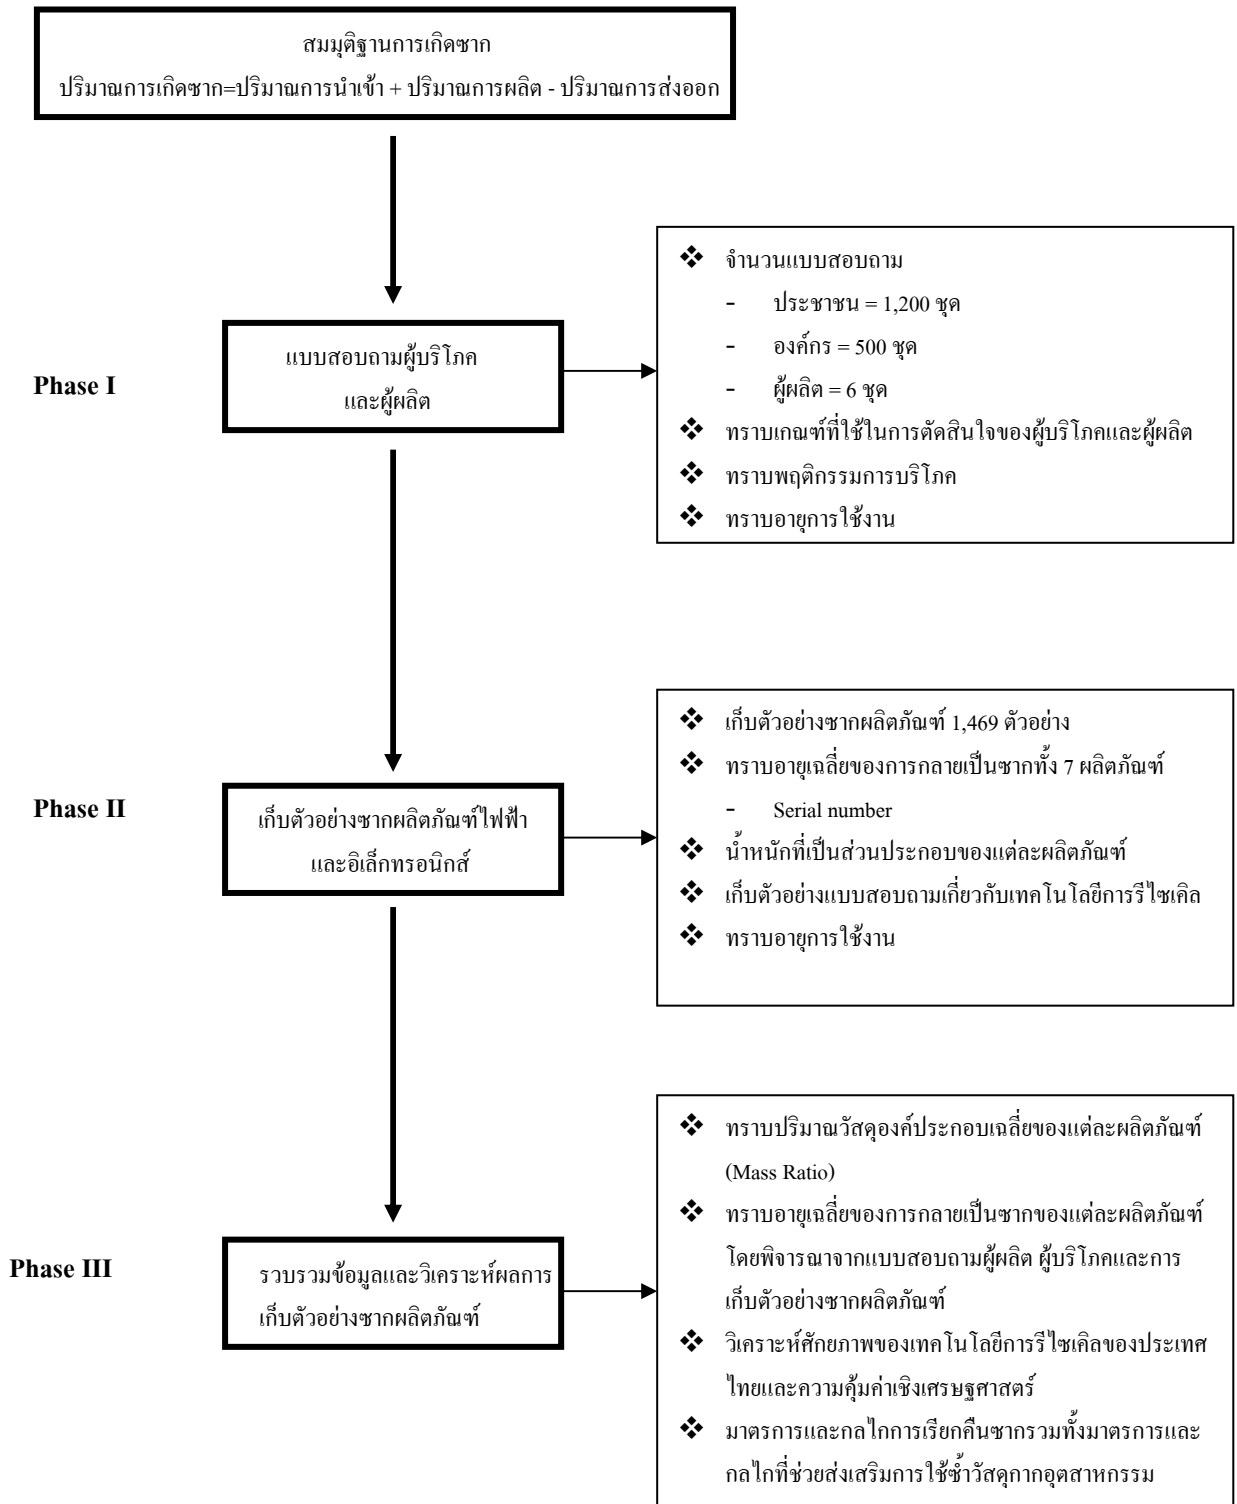 สมมุติฐานการเกิดซาก
ปริมาณการเกิดซาก=ปริมาณการนำเข้า + ปริมาณการผลิต - ปริมาณการส่งออก
Phase I
แบบสอบถามผู้บริโภค
และผู้ผลิต
❖ จำนวนแบบสอบถาม
- ประชาชน = 1,200 ชุด
- องค์กร = 500 ชุด
- ผู้ผลิต = 6 ชุด
❖ ทราบเกณฑ์ที่ใช้ในการตัดสินใจของผู้บริโภคและผู้ผลิต
❖ ทราบพฤติกรรมการบริโภค
❖ ทราบอายุการใช้งาน
Phase II
เก็บตัวอย่างซากผลิตภัณฑ์ไฟฟ้า
และอิเล็กทรอนิกส์
❖ เก็บตัวอย่างซากผลิตภัณฑ์ 1,469 ตัวอย่าง
❖ ทราบอายุเฉลี่ยของการกลายเป็นซากทั้ง 7 ผลิตภัณฑ์
- Serial number
❖ น้ำหนักที่เป็นส่วนประกอบของแต่ละผลิตภัณฑ์
❖ เก็บตัวอย่างแบบสอบถามเกี่ยวกับเทคโนโลยีการรีไซเคิล
❖ ทราบอายุการใช้งาน
Phase III
รวบรวมข้อมูลและวิเคราะห์ผลการ
เก็บตัวอย่างซากผลิตภัณฑ์
❖ ทราบปริมาณวัสดุองค์ประกอบเฉลี่ยของแต่ละผลิตภัณฑ์
(Mass Ratio)
❖ ทราบอายุเฉลี่ยของการกลายเป็นซากของแต่ละผลิตภัณฑ์
โดยพิจารณาจากแบบสอบถามผู้ผลิต ผู้บริโภคและการ
เก็บตัวอย่างซากผลิตภัณฑ์
❖ วิเคราะห์ศักยภาพของเทคโนโลยีการรีไซเคิลของประเทศ
ไทยและความคุ้มค่าเชิงเศรษฐศาสตร์
❖ มาตรการและกลไกการเรียกคืนซากรวมทั้งมาตรการและ
กลไกที่ช่วยส่งเสริมการใช้ซ้ำวัสดุกากอุตสาหกรรม